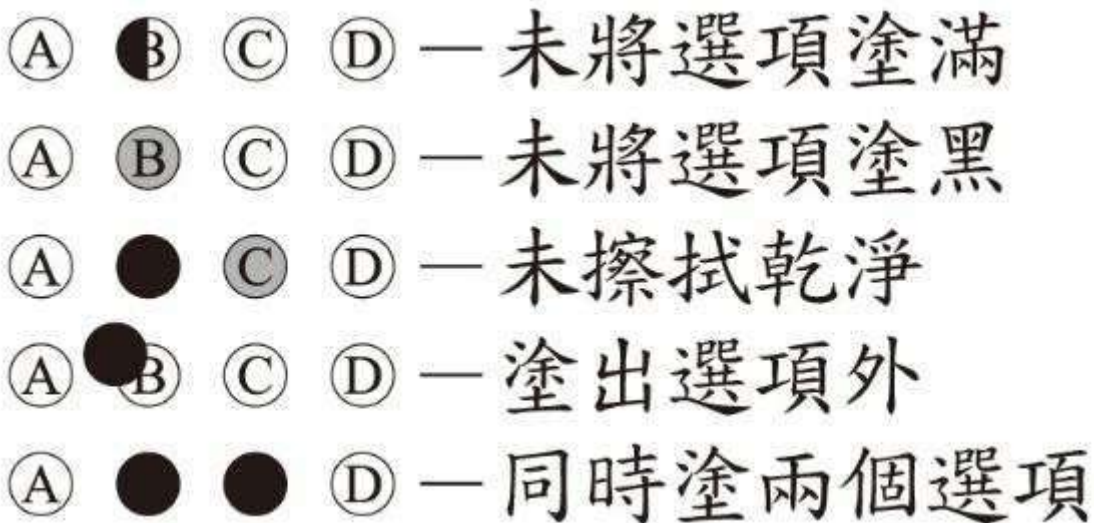 A B C D — 未將選項塗滿
A B C D — 未將選項塗黑
A C D — 未擦拭乾淨
A B C D — 塗出選項外
A D — 同時塗兩個選項